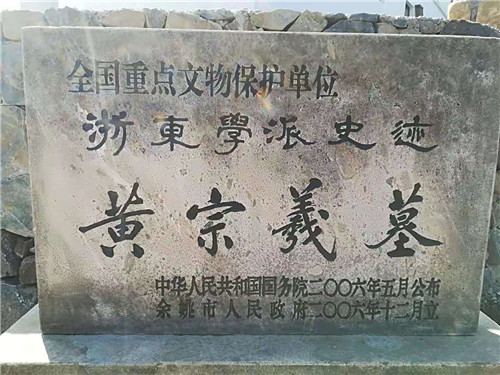 全国重点文物保护单位
浙東學派史迹
黄宗羲墓
中华人民共和国国务院二〇〇六年五月公布
余姚市人民政府二〇〇六年十二月立